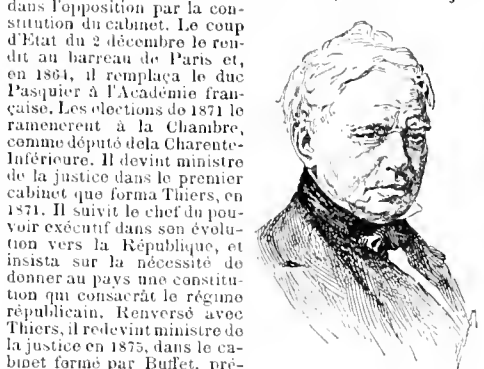 dans l'opposition par la con-
stitution du cabinet. Le coup
d'Etat du 2 décembre le ren-
dit au barreau de Paris et,
en 1864, il remplaça le duc
Pasquier à l'Académie fran-
çaise. Les élections de 1871 le
ramenèrent à la Chambre,
comme député dela Charente-
Inférieure. Il devint ministre
de la justice dans le premier
cabinet que forma Thiers, en
1871. Il suivit le chef du pou-
voir exécutif dans son évolu-
tion vers la République, et
insista sur la nécessité de
donner au pays une constitu-
tion qui consacrât le régime
républicain. Renversé avec
Thiers, il redevint ministre de
la justice en 1875, dans le ca-
binet formé par Buffet, pré-